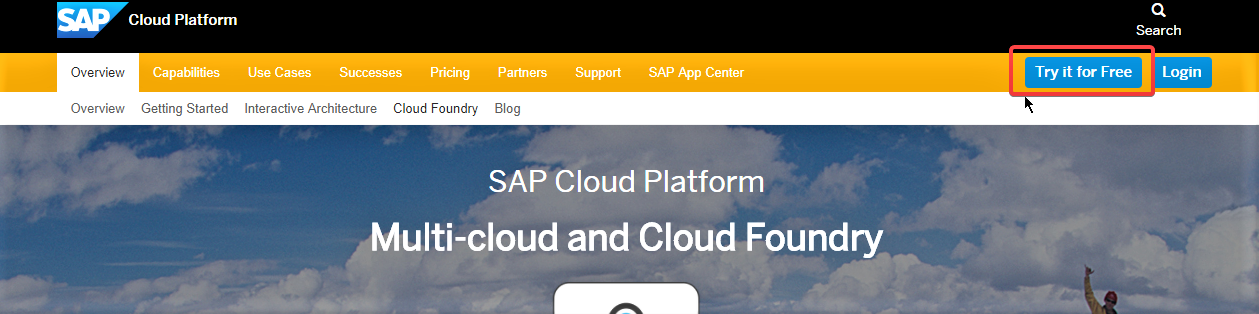 SAP Cloud Platform
Search
Overview Capabilities Use Cases Successes Pricing Partners Support SAP App Center Try it for Free Login
Overview Getting Started Interactive Architecture Cloud Foundry Blog
SAP Cloud Platform
Multi-cloud and Cloud Foundry